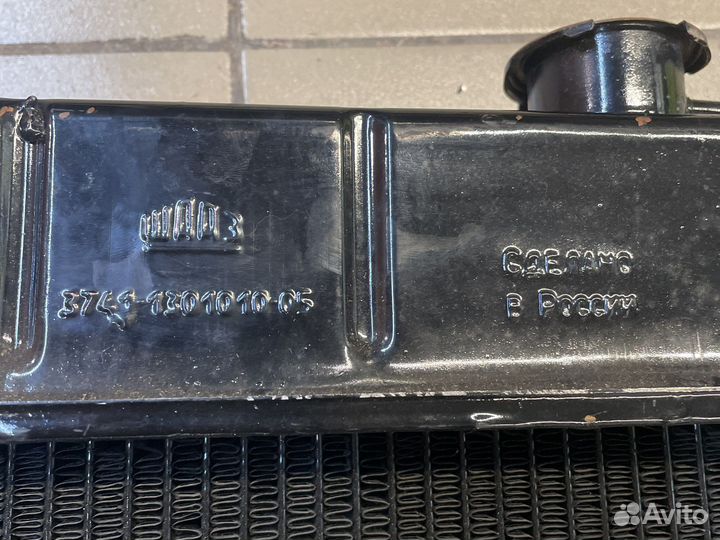 ШААЗ
3741-1301010-05
Сделано
в России
Avito